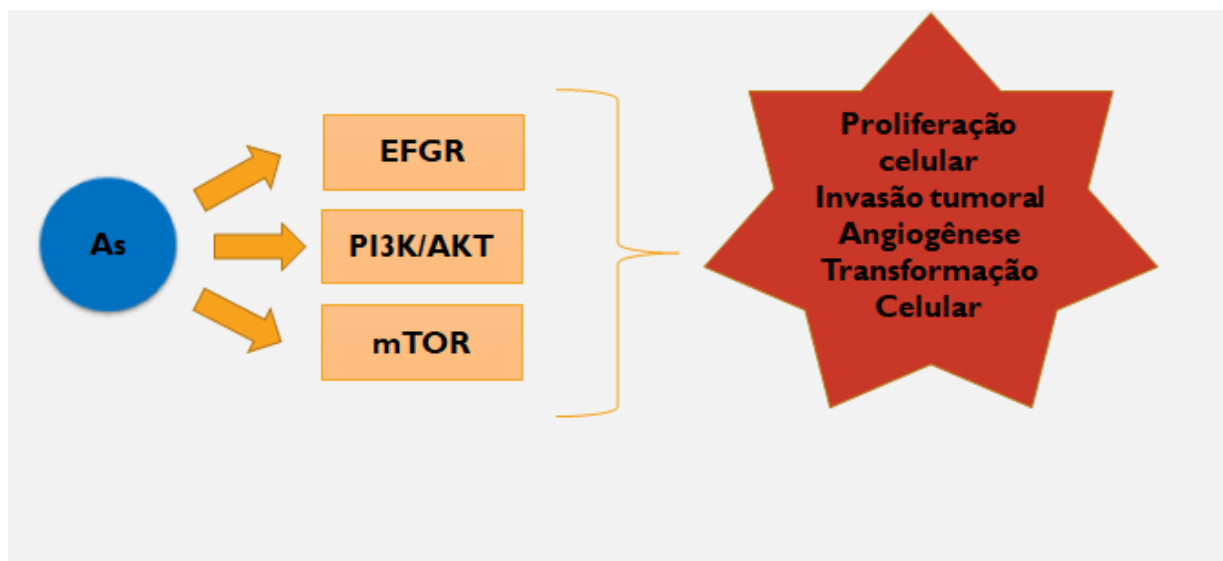 As
EFGR
PI3K/AKT
mTOR
Proliferação
celular
Invasão tumoral
Angiogênese
Transformação
Celular